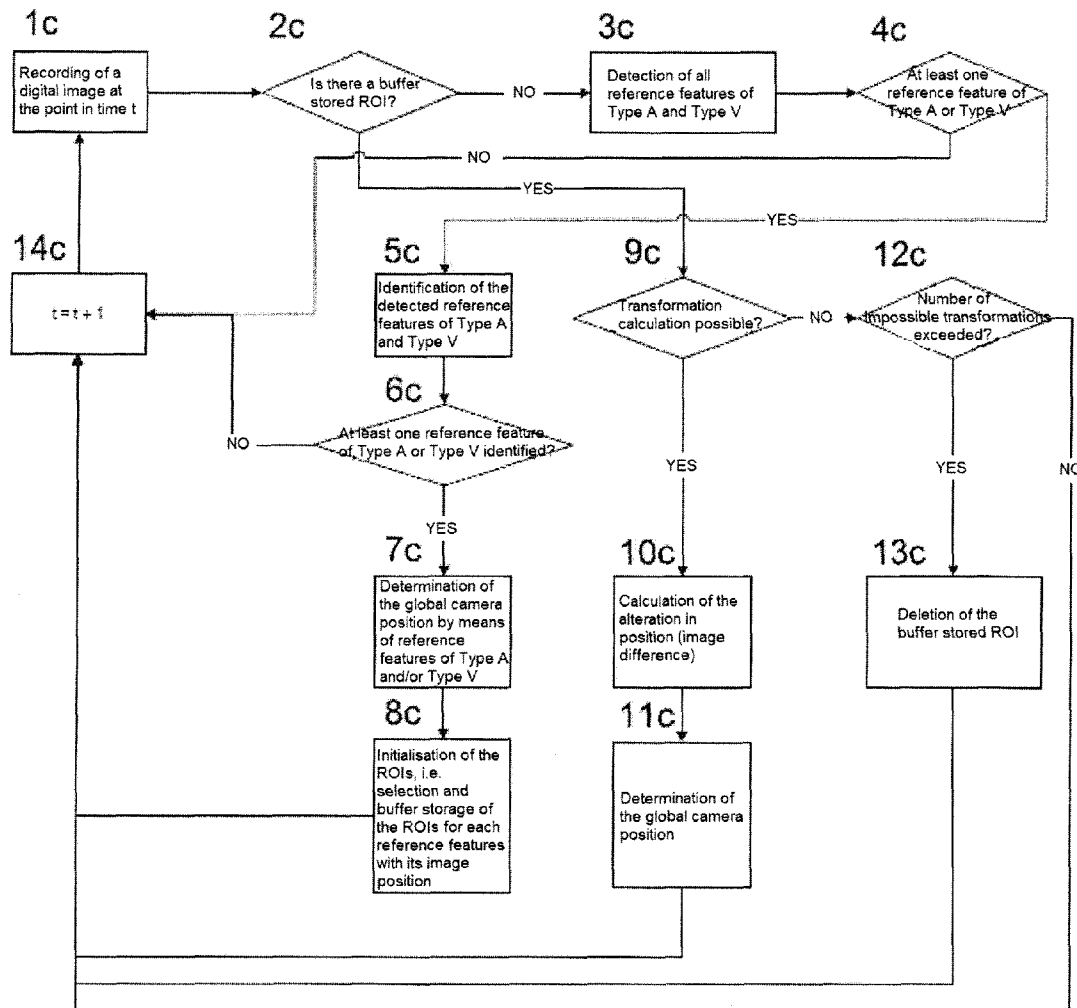 1c
2c
3c
4c
Recording of a
digital image at
the point in time t
Is there a buffer
stored ROI?
NO
Detection of all
reference features of
Type A and Type V
At least one
reference feature of
Type A or Type V
NO
YES
YES
14c
t=t+1
5c
Identification of the
detected reference
features of Type A
and Type V
9c
Transformation
calculation possible?
NO
12c
Number of
Impossible transformations
exceeded?
6c
At least one reference feature
of Type A or Type V identified?
NO
YES
YES
YES
NO
7c
Determination of
the global camera
position by means
of reference
features of Type A
and/or Type V
10c
Calculation of the
alteration in
position (image
difference)
13c
Deletion of the
buffer stored ROI
8c
Initialisation of the
ROIs, i.e.
selection and
buffer storage of
the ROIs for each
reference features
with its image
position
11c
Determination of
the global camera
position